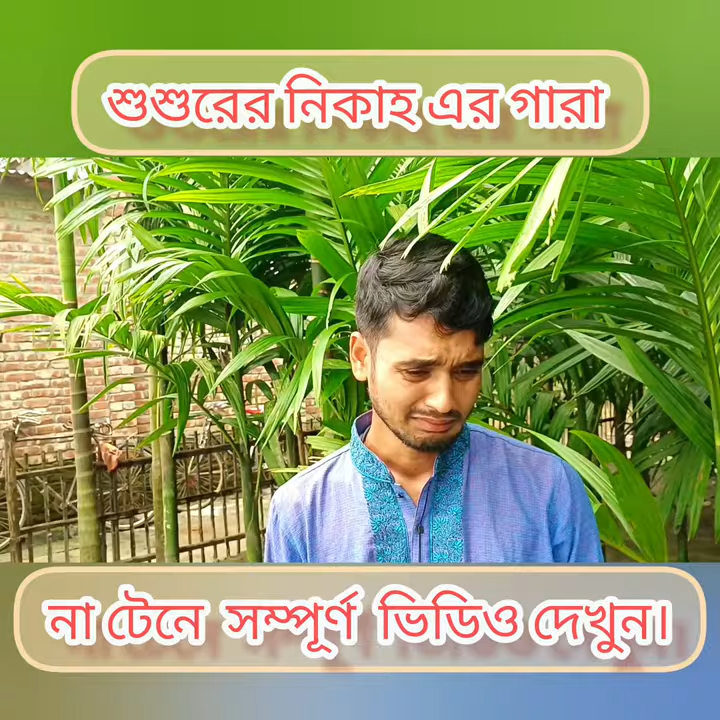 শুশুরের নিকাহ এর গারা
না টেনে সম্পূর্ণ ভিডিও দেখুন।